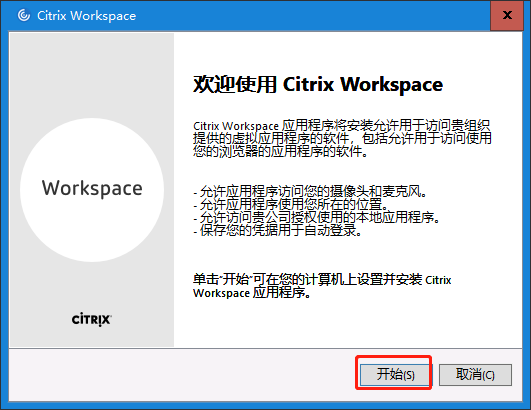 Citrix Workspace
欢迎使用 Citrix Workspace
Citrix Workspace 应用程序将安装允许用于访问贵组织
提供的虚拟应用程序的软件，包括允许用于访问使用
您的浏览器的应用程序的软件。
Workspace
- 允许应用程序访问您的摄像头和麦克风。
- 允许应用程序使用您所在的位置。
- 允许访问贵公司授权使用的本地应用程序。
- 保存您的凭据用于自动登录。
单击“开始”可在您的计算机上设置并安装 Citrix
Workspace 应用程序。
CITRIX
开始(S)
取消(C)